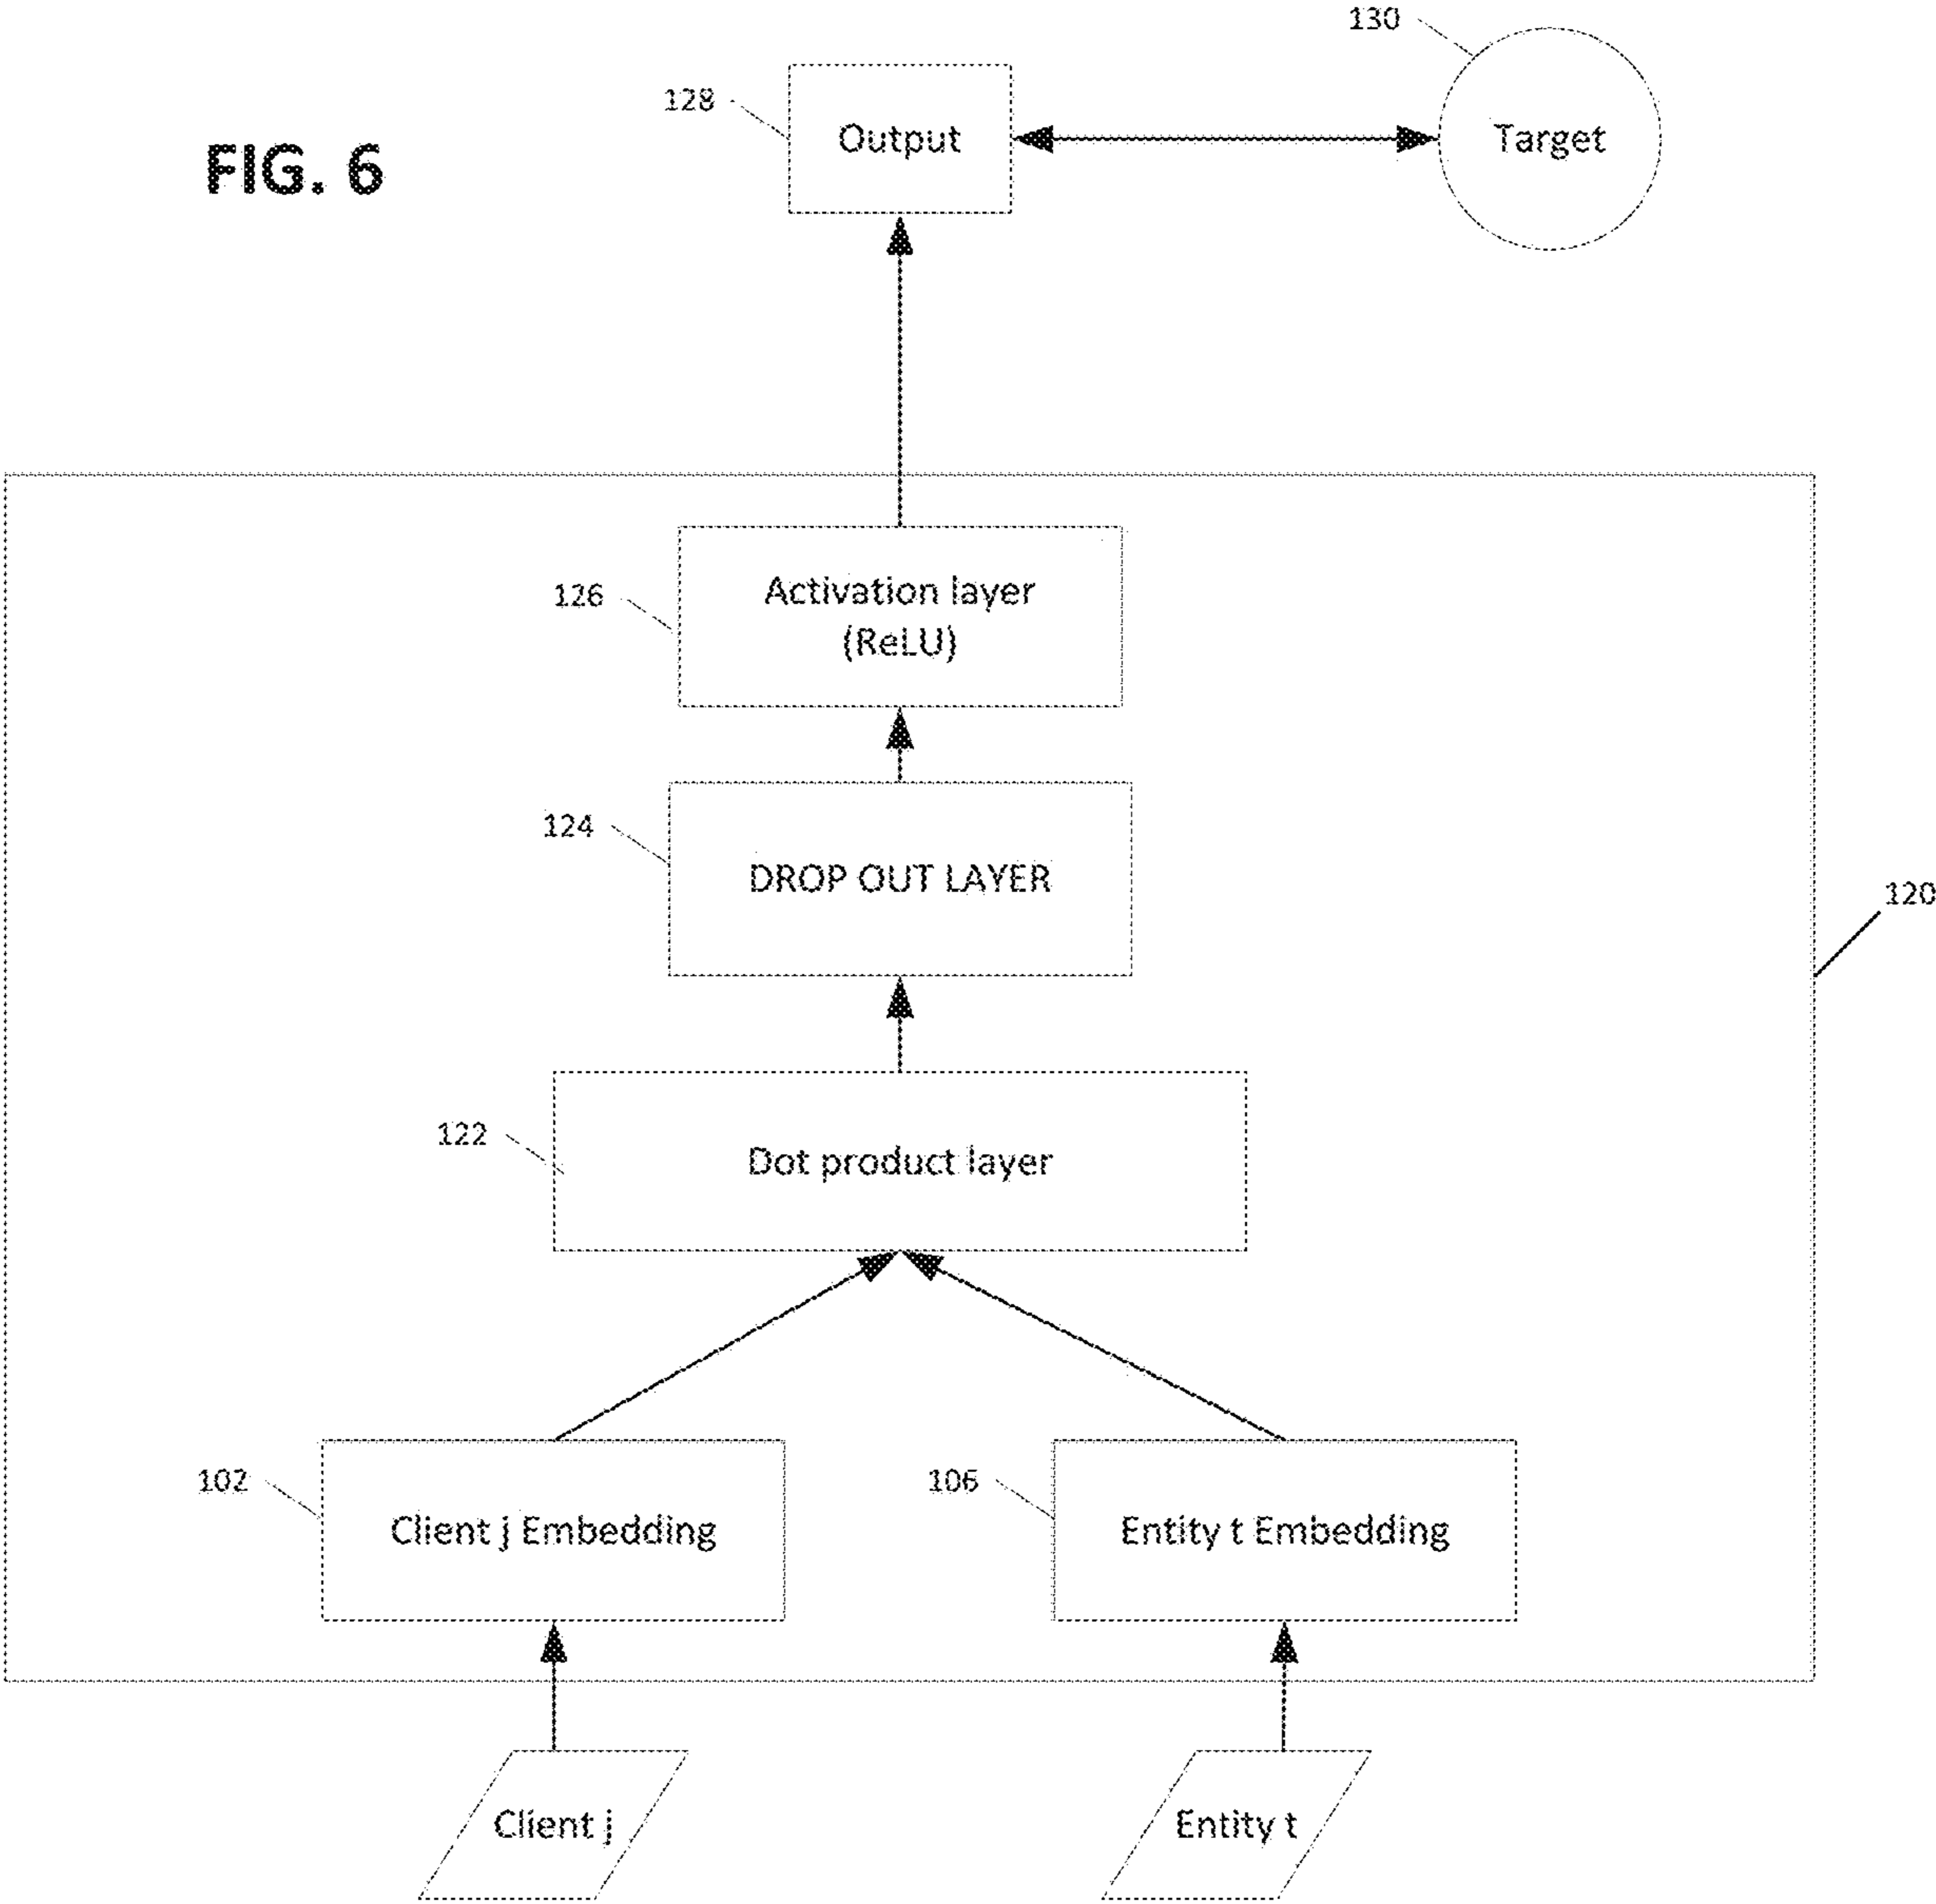 130
128
Output
Target
FIG. 6
126
Activation layer
(ReLU)
124
DROP OUT LAYER
120
122
Dot product layer
102
106
Client j Embedding
Entity t Embedding
Client j
Entity t